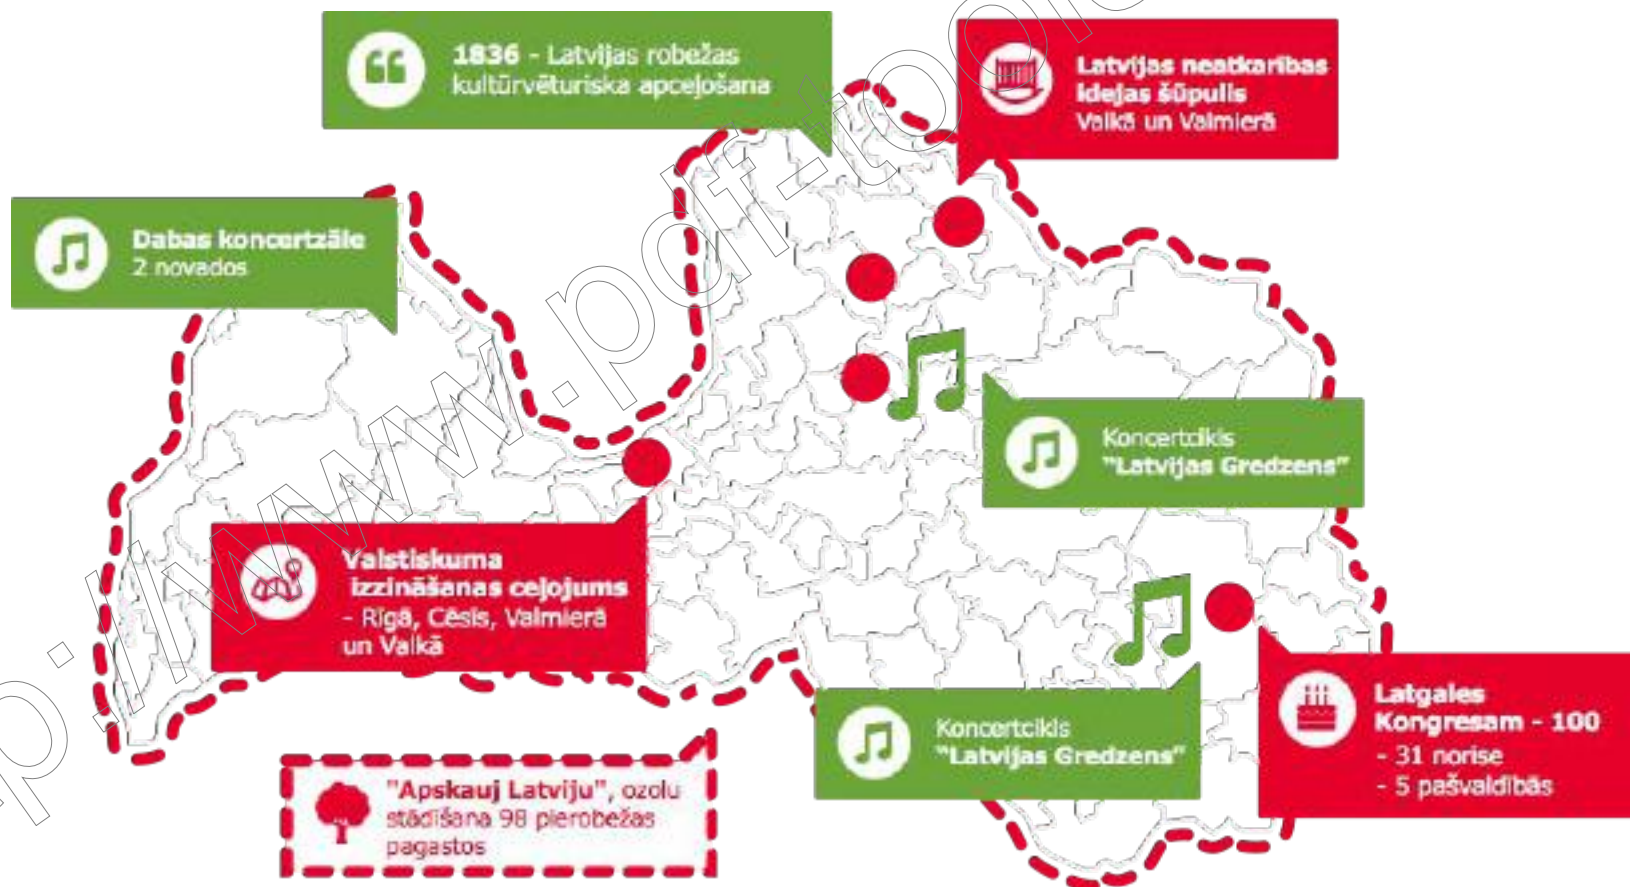 1836 - Latvijas robežas
kultūrvēturiska apceļošana
Latvijas neatkarības
idejas šūpulis
Valkā un Valmierā
Dabas koncertzāle
2 novados
Koncertcikls
"Latvijas Gredzens"
Valstiskuma
izzināšanas ceļojums
- Rīgā, Cēsīs, Valmierā
un Valkā
Koncertcikls
"Latvijas Gredzens"
Latgales
Kongresam - 100
- 31 norise
- 5 pašvaldībās
"Apskauj Latviju", ozolu
stādīšana 98 pierobežas
pagastos